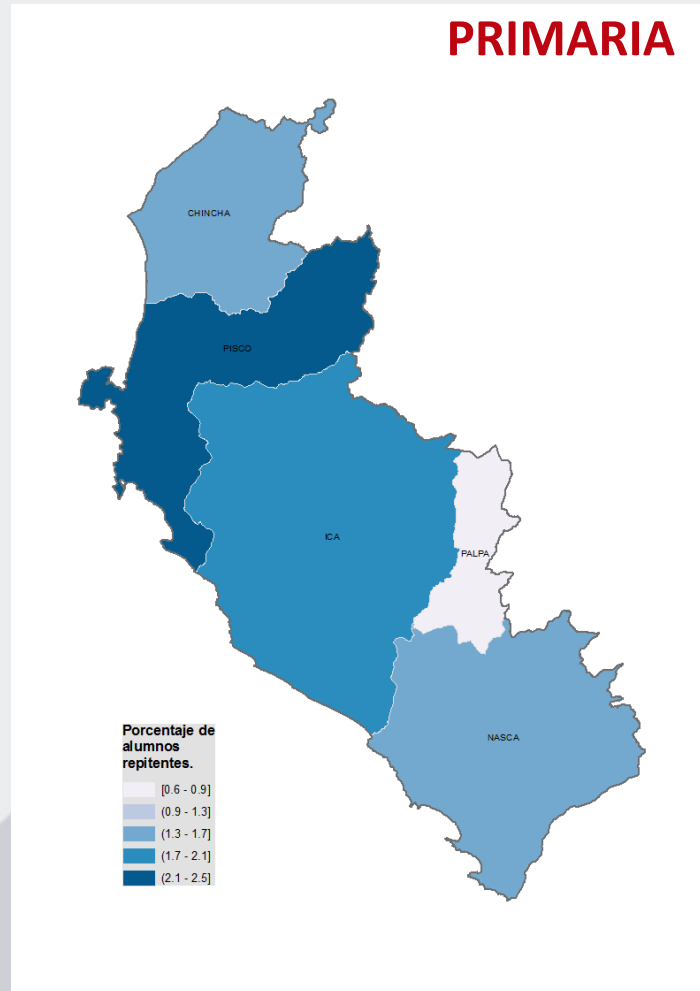 PRIMARIA
CHINCHA
PISCO
ICA
PALPA
NASCA
Porcentaje de
alumnos
repitentes.
[0.6 - 0.9]
(0.9 - 1.3]
(1.3 - 1.7]
(1.7 - 2.1]
(2.1 - 2.5]